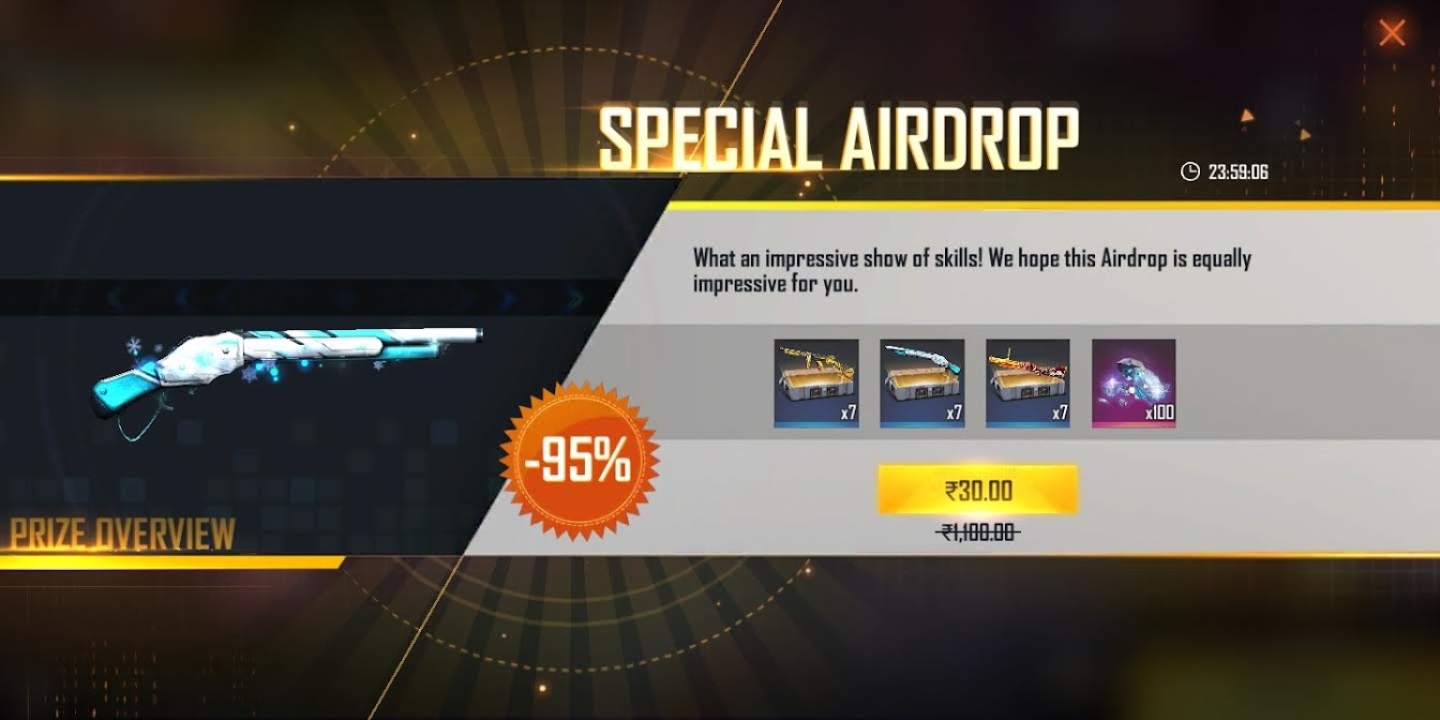 SPECIAL AIRDROP
23:59:06
What an impressive show of skills! We hope this Airdrop is equally
impressive for you.
x7
x7
x7
x100
-95%
₹30.00
₹1,100.00
PRIZE OVERVIEW